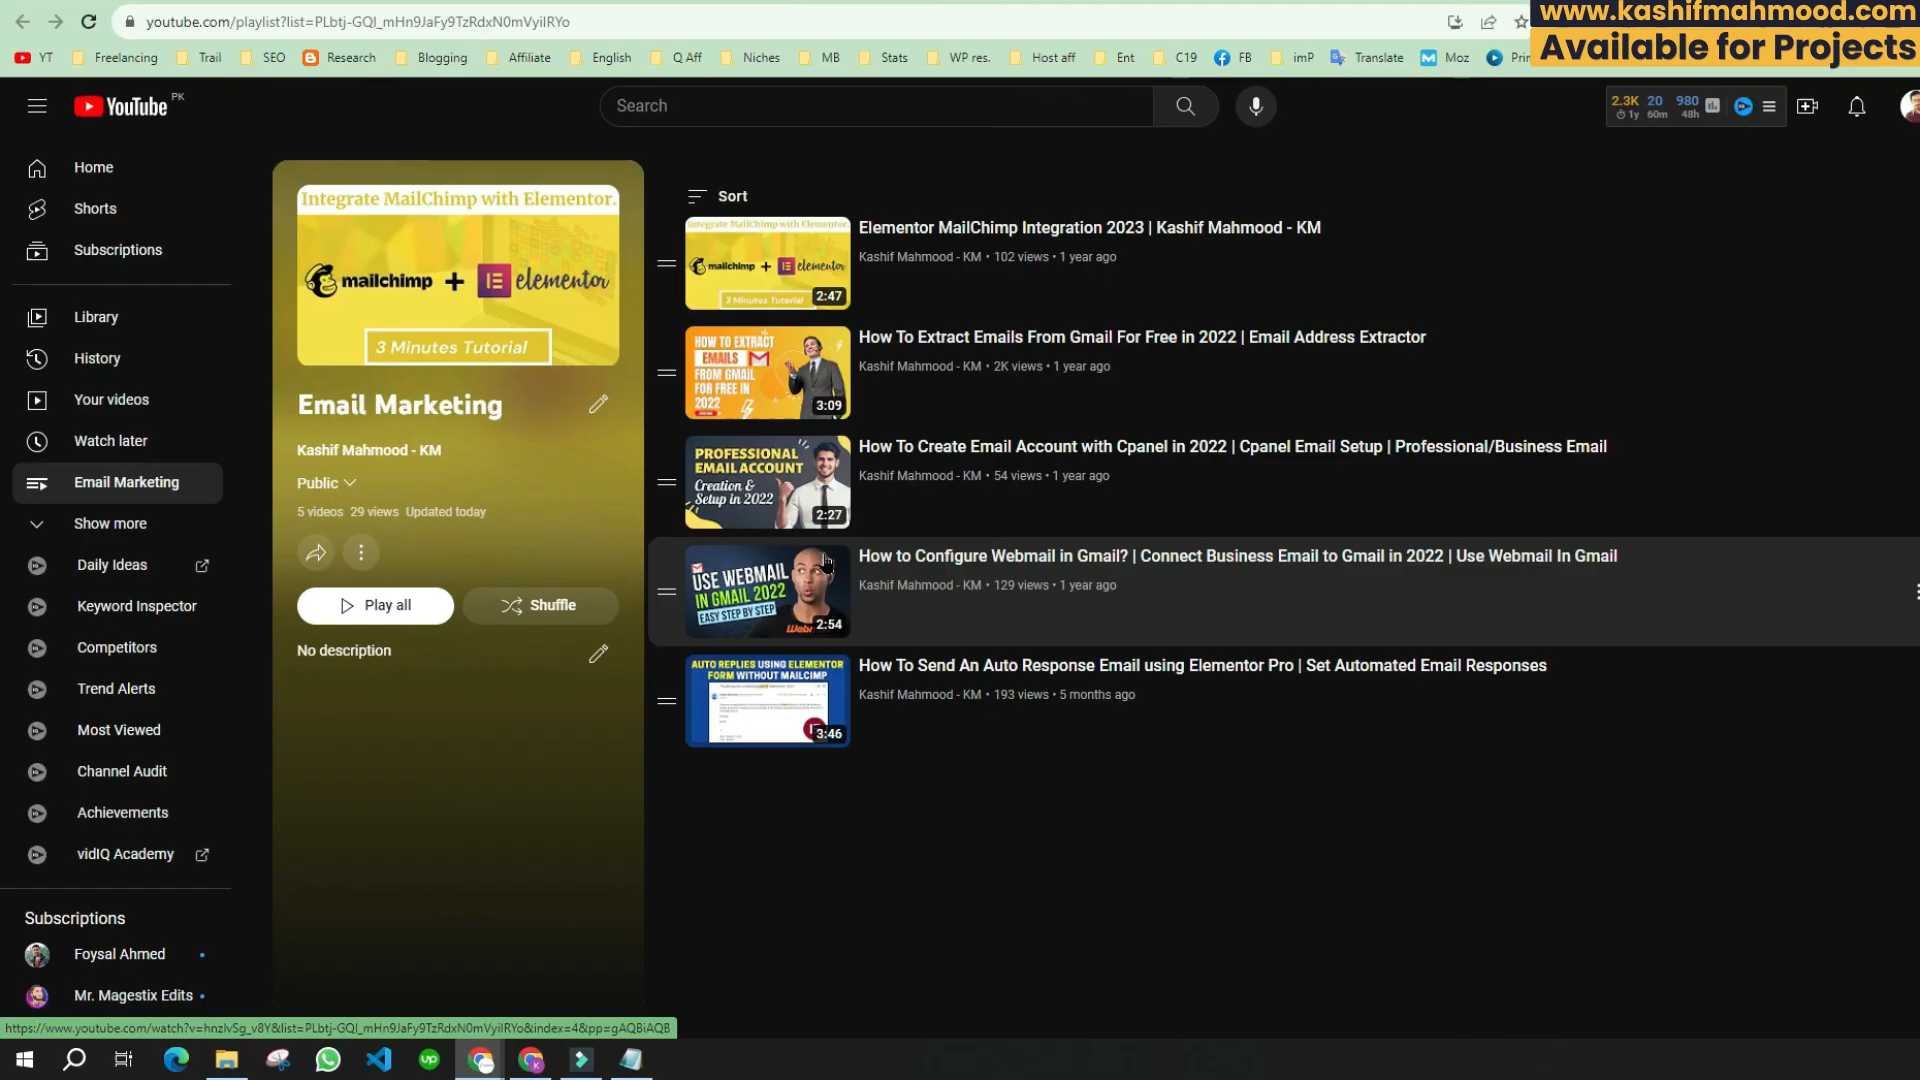 youtube.com/playlist?list=PLbtj-GQI_mHn9JaFy9TzRdxN0mVyilRYo
www.kashifmahmood.com
Available for Projects
YT
Freelancing
Trail
SEO
Research
Blogging
Affiliate
English
Q Aff
Niches
MB
Stats
WP res.
Host aff
Ent
C19
FB
imP
Translate
Moz
YouTube PK
Search
2.3K 20 980
1y 60m 48h
Home
Shorts
Subscriptions
Library
History
Your videos
Watch later
Email Marketing
Show more
Daily Ideas
Keyword Inspector
Competitors
Trend Alerts
Most Viewed
Channel Audit
Achievements
vidIQ Academy
Subscriptions
Foysal Ahmed
Mr. Magestix Edits
Integrate MailChimp with Elementor.
mailchimp + elementor
3 Minutes Tutorial
Email Marketing
Kashif Mahmood - KM
Public
5 videos 29 views Updated today
Play all
Shuffle
No description
Sort
Integrate MailChimp with Elementor.
mailchimp + elementor
3 Minutes Tutorial
2:47
Elementor MailChimp Integration 2023 | Kashif Mahmood - KM
Kashif Mahmood - KM • 102 views • 1 year ago
HOW TO EXTRACT
EMAILS
FROM GMAIL
FOR FREE IN
2022
3:09
How To Extract Emails From Gmail For Free in 2022 | Email Address Extractor
Kashif Mahmood - KM • 2K views • 1 year ago
PROFESSIONAL
EMAIL ACCOUNT
Creation &
Setup in 2022
2:27
How To Create Email Account with Cpanel in 2022 | Cpanel Email Setup | Professional/Business Email
Kashif Mahmood - KM • 54 views • 1 year ago
USE WEBMAIL
IN GMAIL 2022
EASY STEP BY STEP
2:54
How to Configure Webmail in Gmail? | Connect Business Email to Gmail in 2022 | Use Webmail In Gmail
Kashif Mahmood - KM • 129 views • 1 year ago
AUTO REPLIES USING ELEMENTOR
FORM WITHOUT MAILCIMP
3:46
How To Send An Auto Response Email using Elementor Pro | Set Automated Email Responses
Kashif Mahmood - KM • 193 views • 5 months ago
https://www.youtube.com/watch?v=hnzlvSg_v8Y&list=PLbtj-GQI_mHn9JaFy9TzRdxN0mVyilRYo&index=4&pp=gAQBiAQB
up